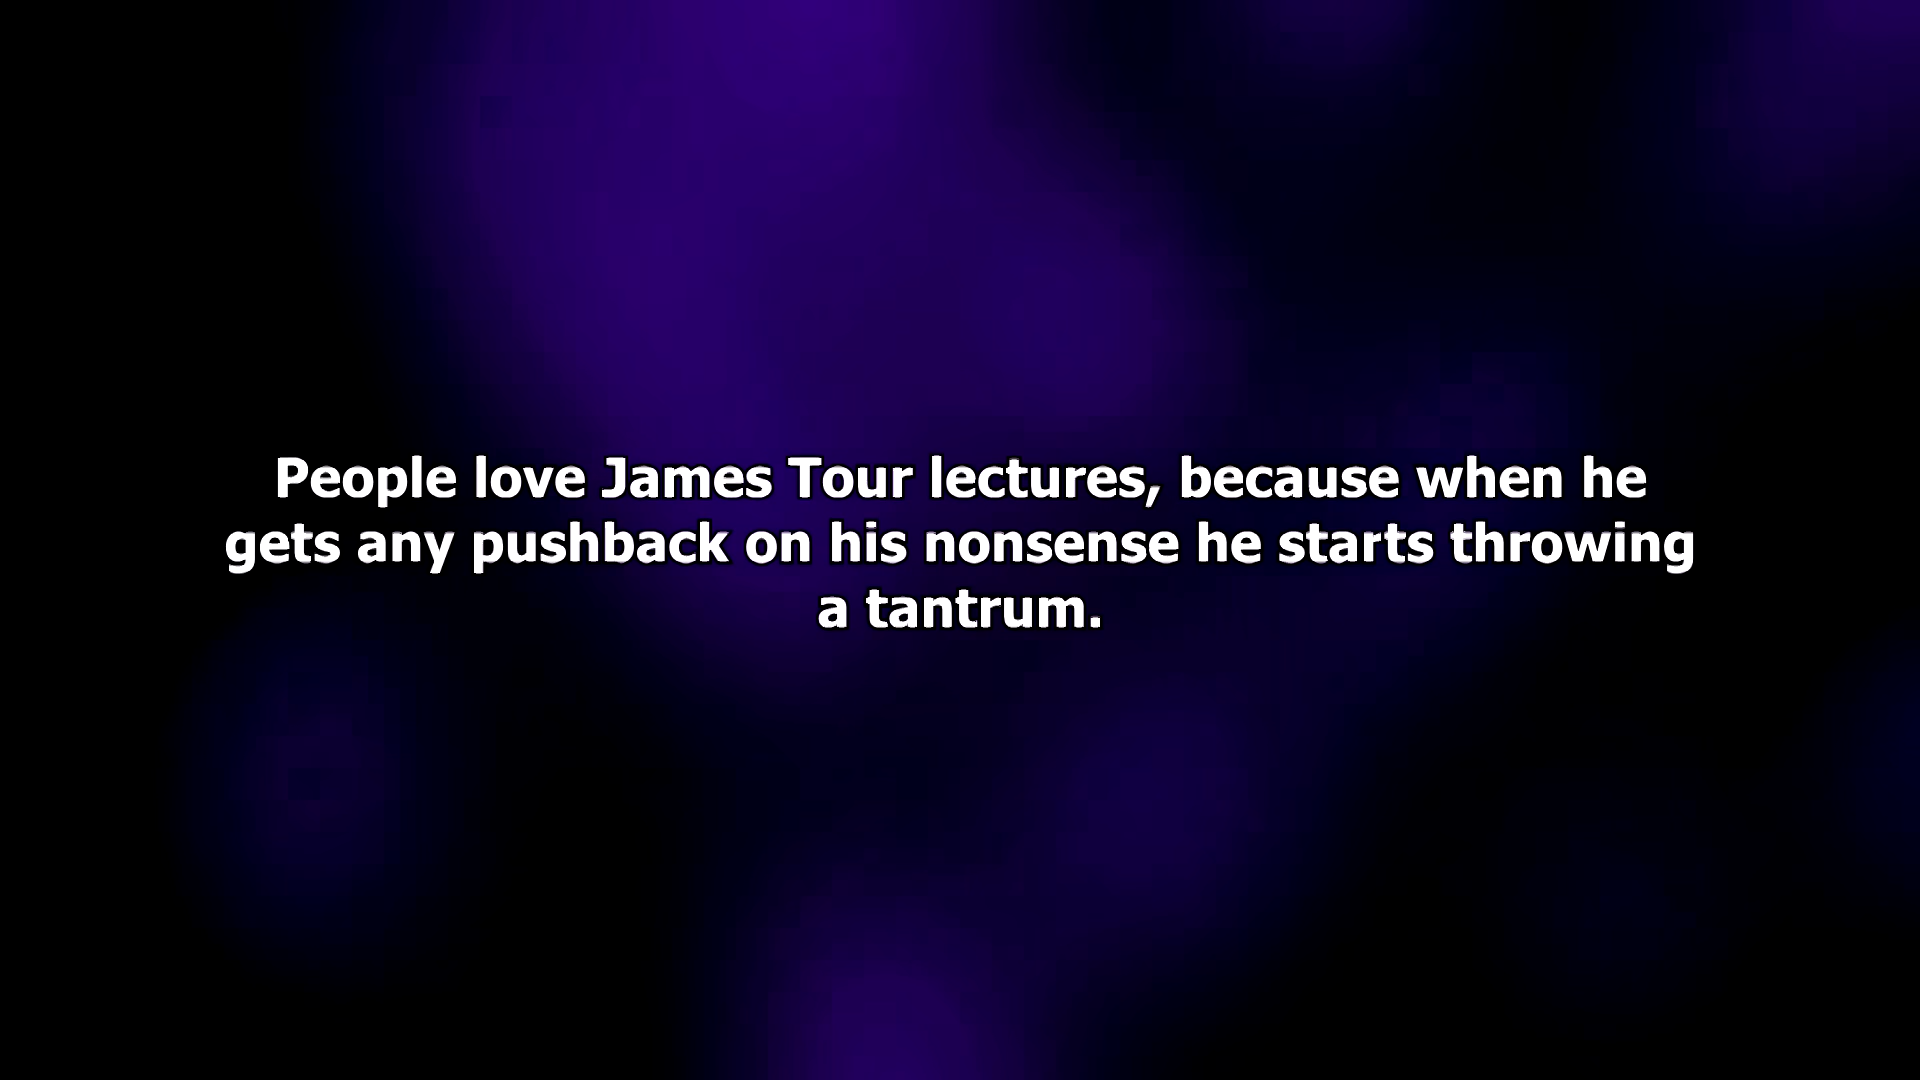 People love James Tour lectures, because when he
gets any pushback on his nonsense he starts throwing
a tantrum.